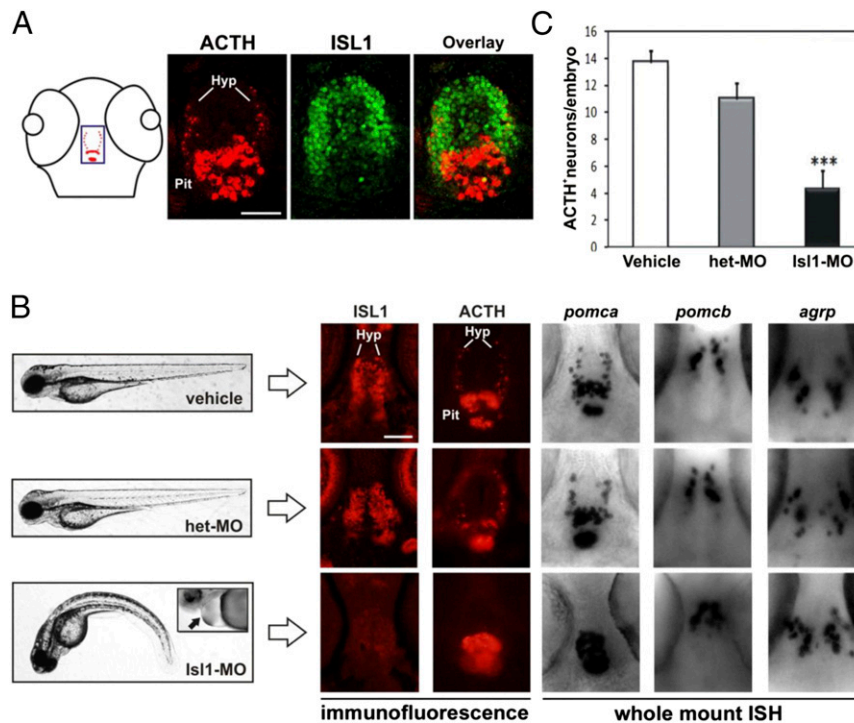 A
ACTH
ISL1
Overlay
Hyp
Pit
C
ACTH+neurons/embryo
16
14
12
10
8
6
4
2
0
***
Vehicle
het-MO
Isl1-MO
B
ISL1
ACTH
pomca
pomcb
agrp
Hyp
Hyp
Pit
vehicle
het-MO
Isl1-MO
immunofluorescence
whole mount ISH